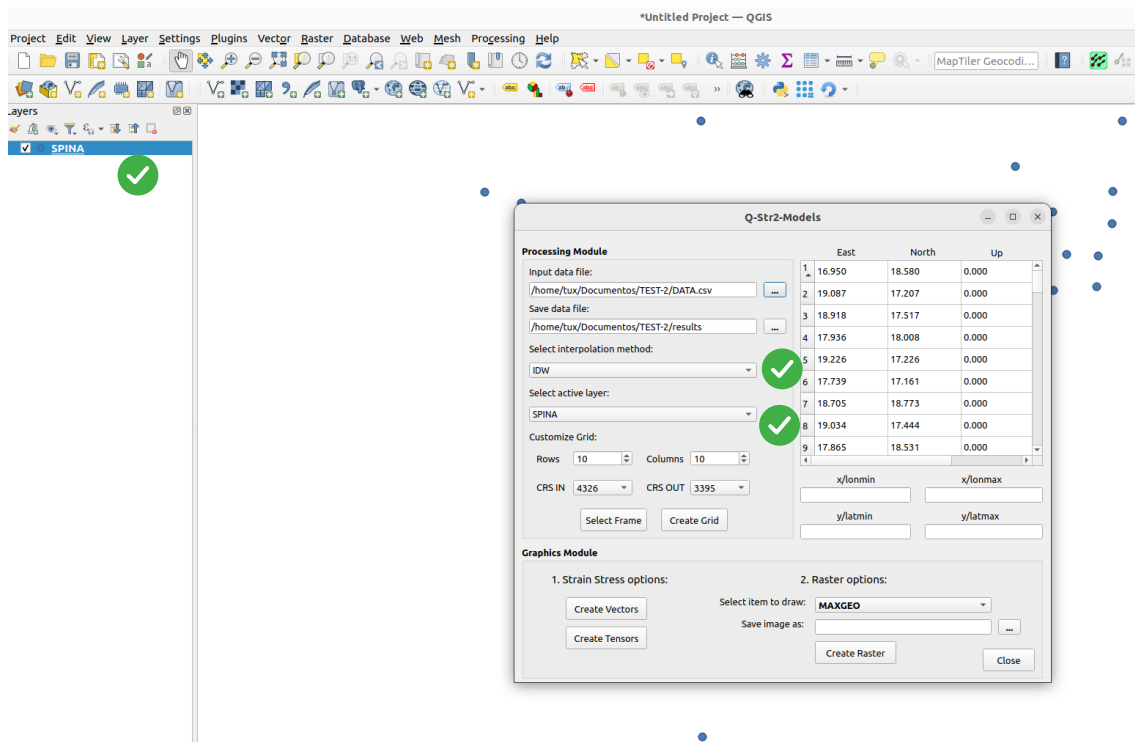 *Untitled Project — QGIS
Project Edit View Layer Settings Plugins Vector Raster Database Web Mesh Processing Help
MapTiler Geocodi...
abc
Layers
SPINA
Q-Str2-Models
Processing Module
Input data file:
/home/tux/Documentos/TEST-2/DATA.csv ...
Save data file:
/home/tux/Documentos/TEST-2/results ...
Select interpolation method:
IDW
Select active layer:
SPINA
Customize Grid:
Rows 10 Columns 10
CRS IN 4326 CRS OUT 3395
Select Frame Create Grid
East North Up
1 16.950 18.580 0.000
2 19.087 17.207 0.000
3 18.918 17.517 0.000
4 17.936 18.008 0.000
5 19.226 17.226 0.000
6 17.739 17.161 0.000
7 18.705 18.773 0.000
8 19.034 17.444 0.000
9 17.865 18.531 0.000
x/lonmin x/lonmax
y/latmin y/latmax
Graphics Module
1. Strain Stress options:
Create Vectors
Create Tensors
2. Raster options:
Select item to draw: MAXGEO
Save image as: ...
Create Raster
Close